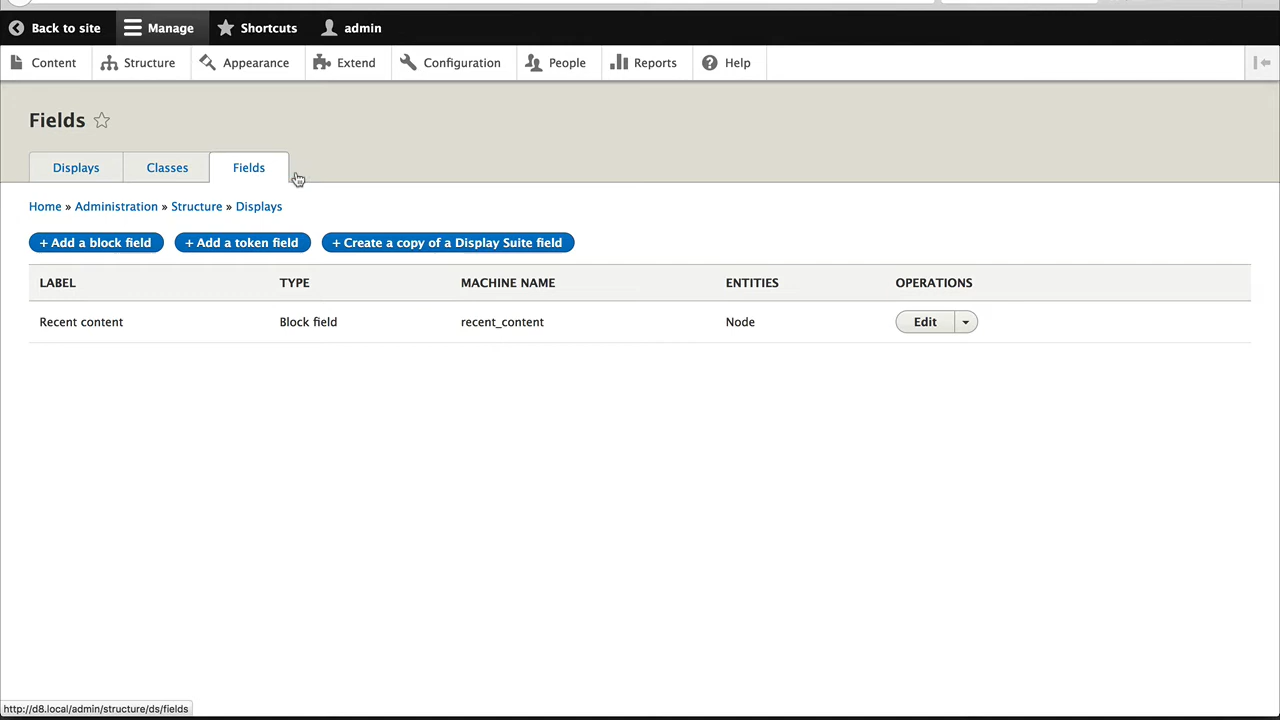 Back to site Manage Shortcuts admin
Content Structure Appearance Extend Configuration People Reports Help
Fields
Displays Classes Fields
Home » Administration » Structure » Displays
+ Add a block field + Add a token field + Create a copy of a Display Suite field
LABEL TYPE MACHINE NAME ENTITIES OPERATIONS
Recent content Block field recent_content Node Edit
http://d8.local/admin/structure/ds/fields